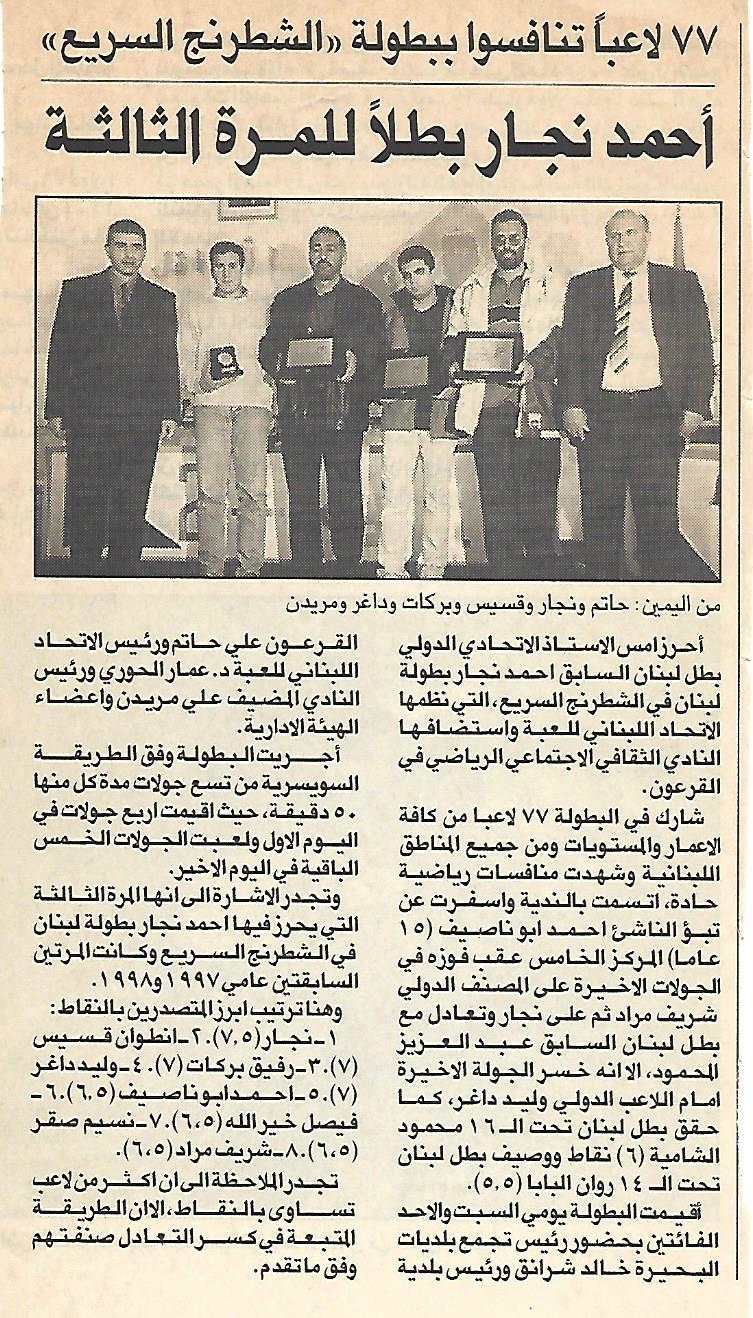 ٧٧ لاعباً تنافسوا ببطولة «الشطرنج السريع»
أحمد نجار بطلاً للمرة الثالثة
من اليمين: حاتم ونجار وقسيس وبركات وداغر ومريدن
أحرز امس الاستاذ الاتحادي الدولي
بطل لبنان السابق احمد نجار بطولة
لبنان في الشطرنج السريع، التي نظمها
الاتحاد اللبناني للعبة واستضافها
النادي الثقافي الاجتماعي الرياضي في
القرعون.
شارك في البطولة ٧٧ لاعبا من كافة
الاعمار والمستويات ومن جميع المناطق
اللبنانية وشهدت منافسات رياضية
حادة، اتسمت بالندية واسفرت عن
تبؤ الناشئ احمد ابو ناصيف (١٥
عاما) المركز الخامس عقب فوزه في
الجولات الاخيرة على المصنف الدولي
شريف مراد ثم على نجار وتعادل مع
بطل لبنان السابق عبد العزيز
المحمود، الا انه خسر الجولة الاخيرة
امام اللاعب الدولي وليد داغر، كما
حقق بطل لبنان تحت الـ ١٦ محمود
الشامية (٦) نقاط ووصيف بطل لبنان
تحت الـ ١٤ روان البابا (٥,٥).
أقيمت البطولة يومي السبت والاحد
الفائتين بحضور رئيس تجمع بلديات
البحيرة خالد شرانق ورئيس بلدية
القرعون علي حاتم ورئيس الاتحاد
اللبناني للعبة د. عمار الحوري ورئيس
النادي المضيف علي مريدن واعضاء
الهيئة الادارية.
أجريت البطولة وفق الطريقة
السويسرية من تسع جولات مدة كل منها
٥٠ دقيقة، حيث اقيمت اربع جولات في
اليوم الاول ولعبت الجولات الخمس
الباقية في اليوم الاخير.
وتجدر الاشارة الى انها المرة الثالثة
التي يحرز فيها احمد نجار بطولة لبنان
في الشطرنج السريع وكانت المرتين
السابقتين عامي ١٩٩٧ و١٩٩٨.
وهنا ترتيب ابرز المتصدرين بالنقاط:
١ـ نجار (٧,٥). ٢ـ انطوان قسيس
(٧). ٣ـ رفيق بركات (٧). ٤ـ وليد داغر
(٧). ٥ـ احمد ابو ناصيف (٦,٥). ٦ـ
فيصل خير الله (٦,٥). ٧ـ نسيم صقر
(٦,٥). ٨ـ شريف مراد (٦,٥).
تجدر الملاحظة الى ان اكثر من لاعب
تساوى بالنقاط، الا ان الطريقة
المتبعة في كسر التعادل صنفتهم
وفق ما تقدم.